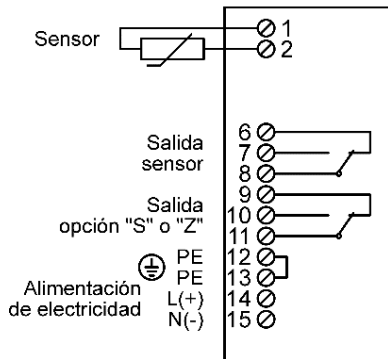 Sensor
1
2
Salida
sensor
6
7
8
Salida
opción "S" o "Z"
9
10
11
PE 12
PE 13
Alimentación
de electricidad
L(+) 14
N(-) 15